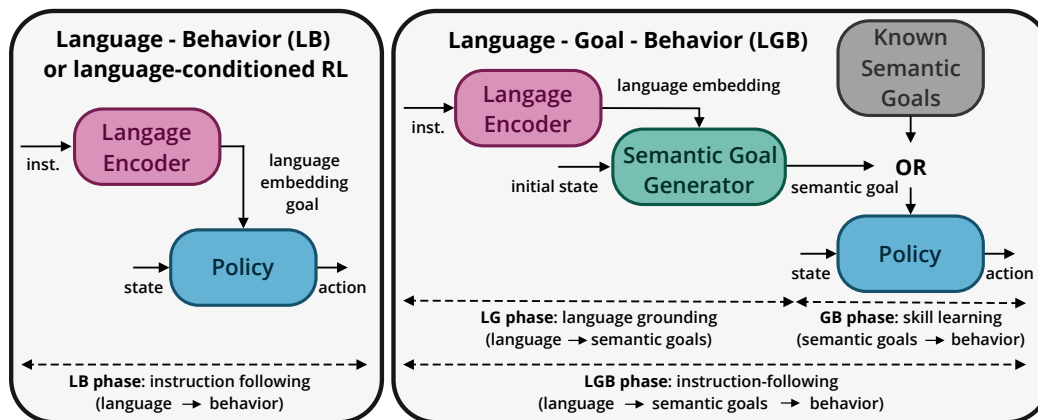 Language - Behavior (LB)
or language-conditioned RL
Langage
Encoder
inst.
language
embedding
goal
Policy
state
action
LB phase: instruction following
(language → behavior)
Language - Goal - Behavior (LGB)
Known
Semantic
Goals
Langage
Encoder
inst.
language embedding
Semantic Goal
Generator
initial state
semantic goal
OR
Policy
state
action
LG phase: language grounding
(language → semantic goals)
GB phase: skill learning
(semantic goals → behavior)
LGB phase: instruction-following
(language → semantic goals → behavior)